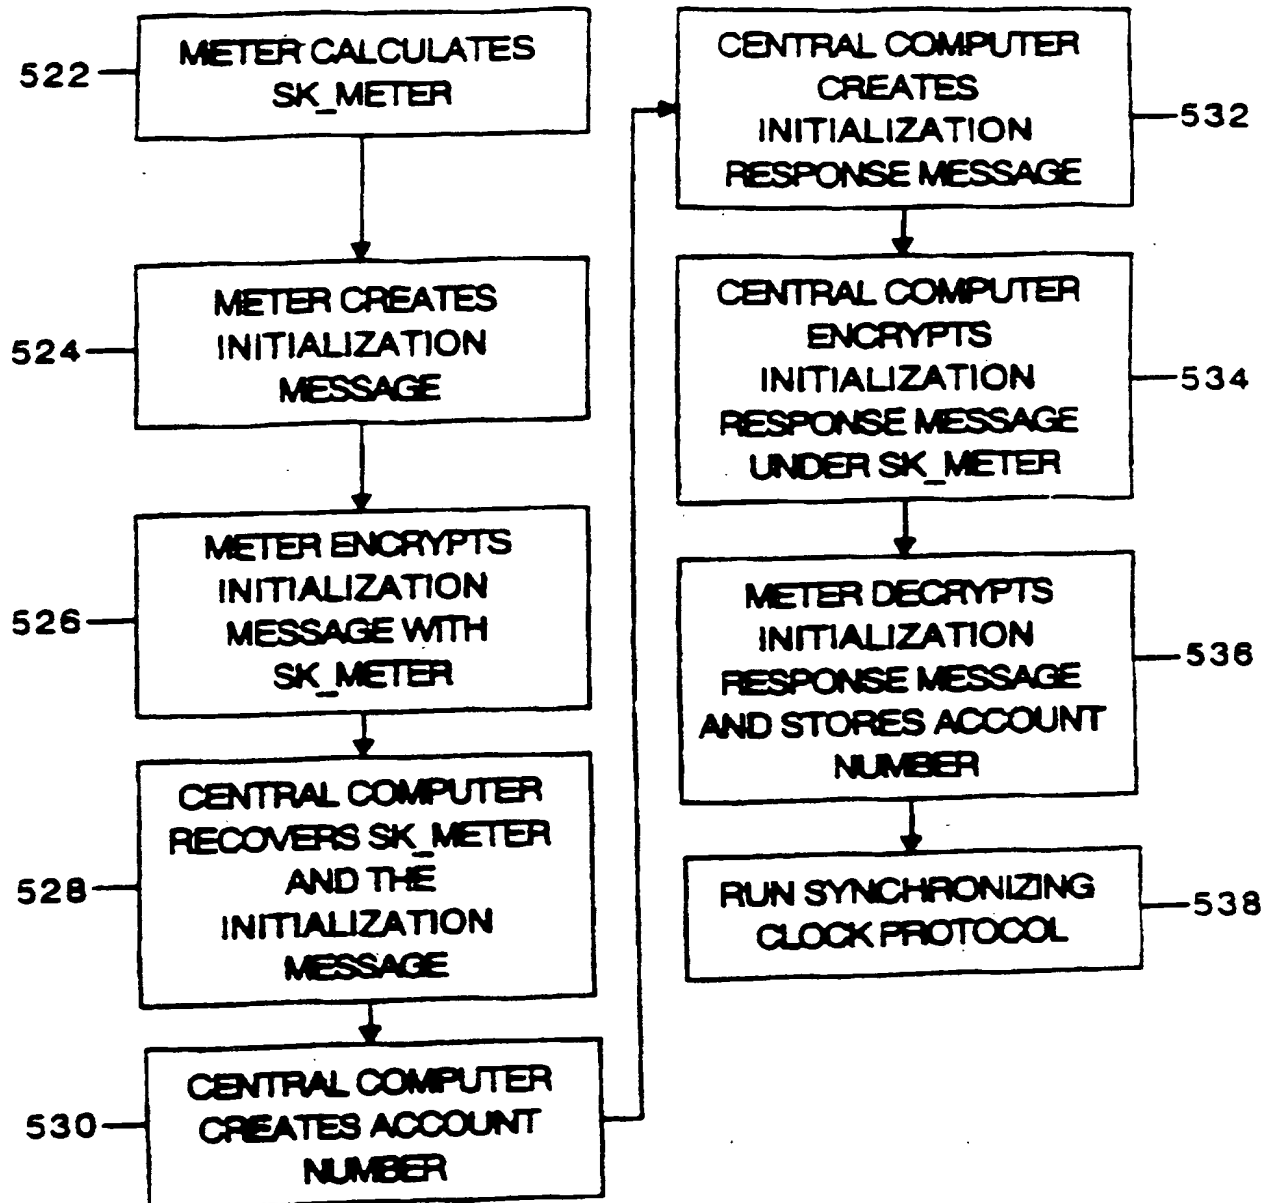 522
METER CALCULATES
SK_METER
524
METER CREATES
INITIALIZATION
MESSAGE
526
METER ENCRYPTS
INITIALIZATION
MESSAGE WITH
SK_METER
528
CENTRAL COMPUTER
RECOVERS SK_METER
AND THE
INITIALIZATION
MESSAGE
530
CENTRAL COMPUTER
CREATES ACCOUNT
NUMBER
CENTRAL COMPUTER
CREATES
INITIALIZATION
RESPONSE MESSAGE
532
CENTRAL COMPUTER
ENCRYPTS
INITIALIZATION
RESPONSE MESSAGE
UNDER SK_METER
534
METER DECRYPTS
INITIALIZATION
RESPONSE MESSAGE
AND STORES ACCOUNT
NUMBER
536
RUN SYNCHRONIZING
CLOCK PROTOCOL
538